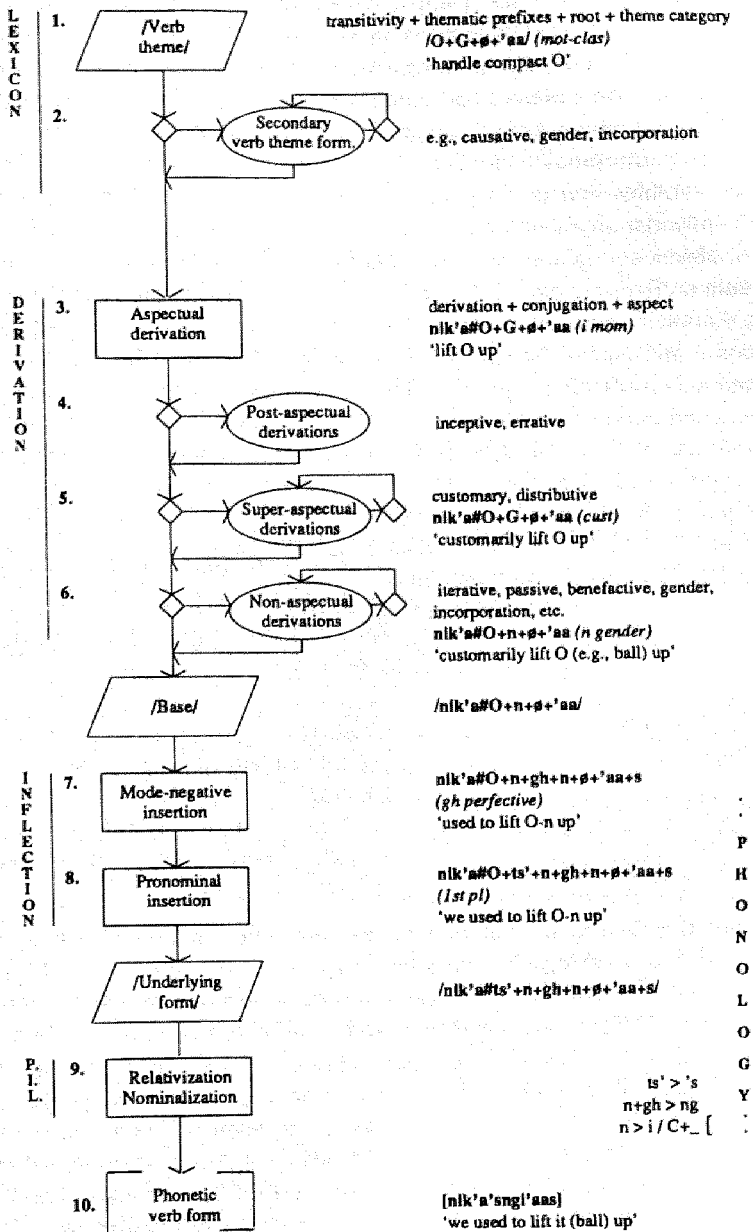 LEXICON
1.
/Verb
theme/
transitivity + thematic prefixes + root + theme category
/O+G+ø+'aa/ (mot-clas)
'handle compact O'
2.
Secondary
verb theme form.
e.g., causative, gender, incorporation
DERIVATION
3.
Aspectual
derivation
derivation + conjugation + aspect
nik'a#O+G+ø+'aa (i mom)
'lift O up'
4.
Post-aspectual
derivations
inceptive, errative
5.
Super-aspectual
derivations
customary, distributive
nik'a#O+G+ø+'aa (cust)
'customarily lift O up'
6.
Non-aspectual
derivations
iterative, passive, benefactive, gender,
incorporation, etc.
nik'a#O+n+ø+'aa (n gender)
'customarily lift O (e.g., ball) up'
/Base/
/nik'a#O+n+ø+'aa/
INFLECTION
7.
Mode-negative
insertion
nik'a#O+n+gh+n+ø+'aa+s
(gh perfective)
'used to lift O-n up'
8.
Pronominal
insertion
nik'a#O+ts'+n+gh+n+ø+'aa+s
(1st pl)
'we used to lift O-n up'
/Underlying
form/
/nik'a#ts'+n+gh+n+ø+'aa+s/
P.I.L.
9.
Relativization
Nominalization
ts' > 's
n+gh > ng
n > i / C+_ [
..PHONOLOGY..
10.
Phonetic
verb form
[nik'a'sngi'aas]
'we used to lift it (ball) up'